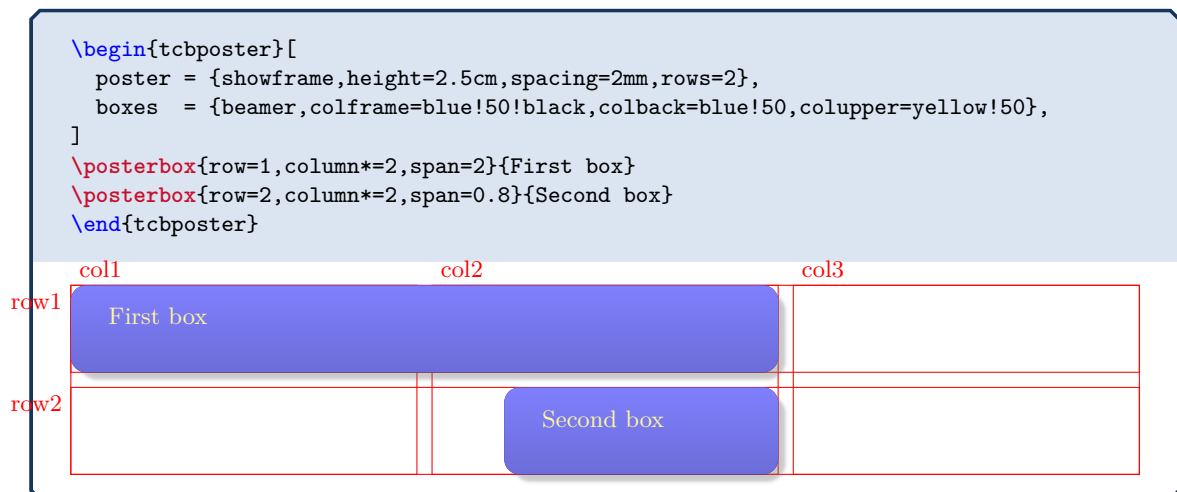 \begin{tcbposter}[
  poster = {showframe,height=2.5cm,spacing=2mm,rows=2},
  boxes  = {beamer,colframe=blue!50!black,colback=blue!50,colupper=yellow!50},
]
\posterbox{row=1,column*=2,span=2}{First box}
\posterbox{row=2,column*=2,span=0.8}{Second box}
\end{tcbposter}
col1 col2 col3
row1 First box
row2 Second box